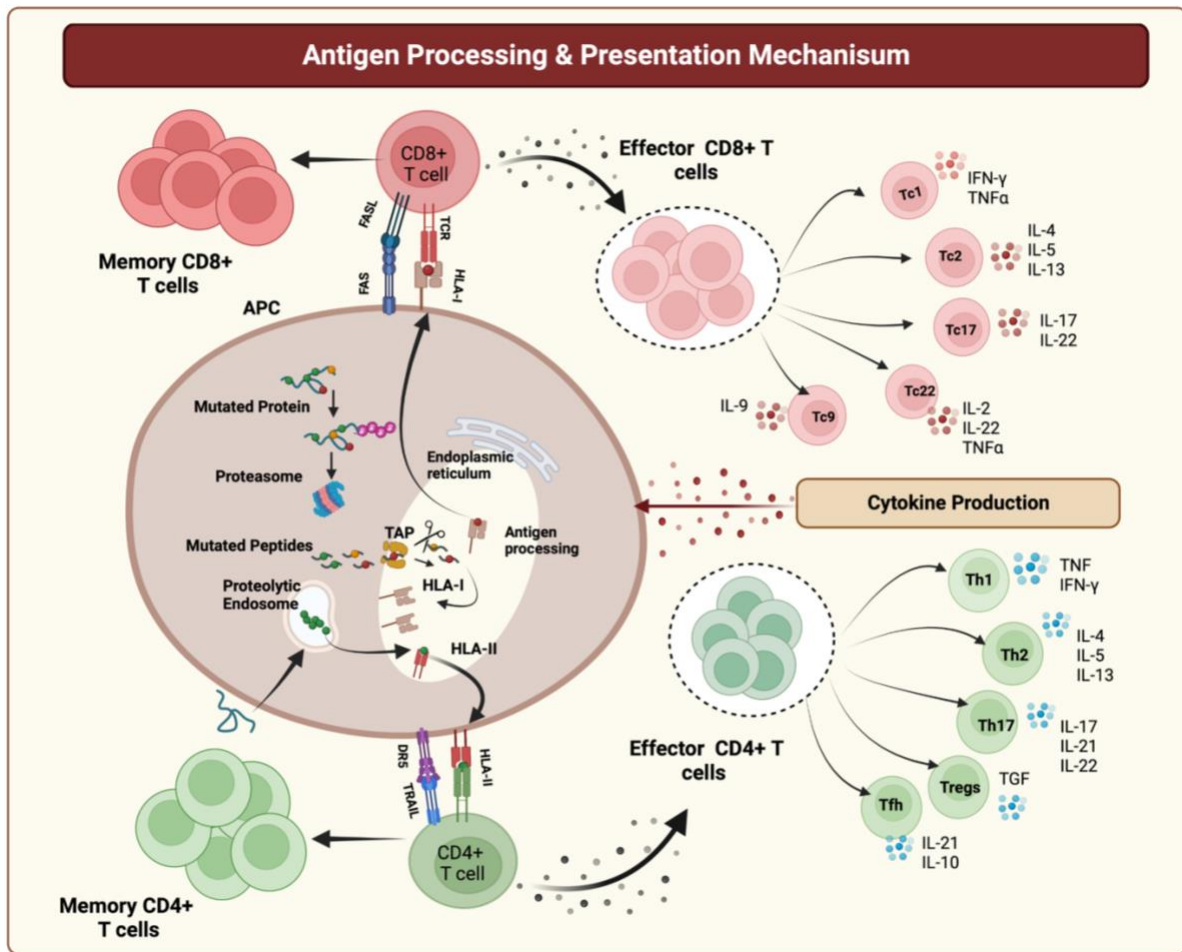 Antigen Processing & Presentation Mechanisum
CD8+
T cell
Memory CD8+
T cells
FASL
FAS
TCR
HLA-I
APC
Effector CD8+ T
cells
Tc1
IFN-γ
TNFα
Tc2
IL-4
IL-5
IL-13
Tc17
IL-17
IL-22
Tc22
IL-2
IL-22
TNFα
Tc9
IL-9
Mutated Protein
Proteasome
Endoplasmic
reticulum
Mutated Peptides
TAP
Antigen
processing
HLA-I
Proteolytic
Endosome
HLA-II
Cytokine Production
DR5
TRAIL
HLA-II
CD4+
T cell
Memory CD4+
T cells
Effector CD4+ T
cells
Th1
TNF
IFN-γ
Th2
IL-4
IL-5
IL-13
Th17
IL-17
IL-21
IL-22
Tregs
TGF
Tfh
IL-21
IL-10